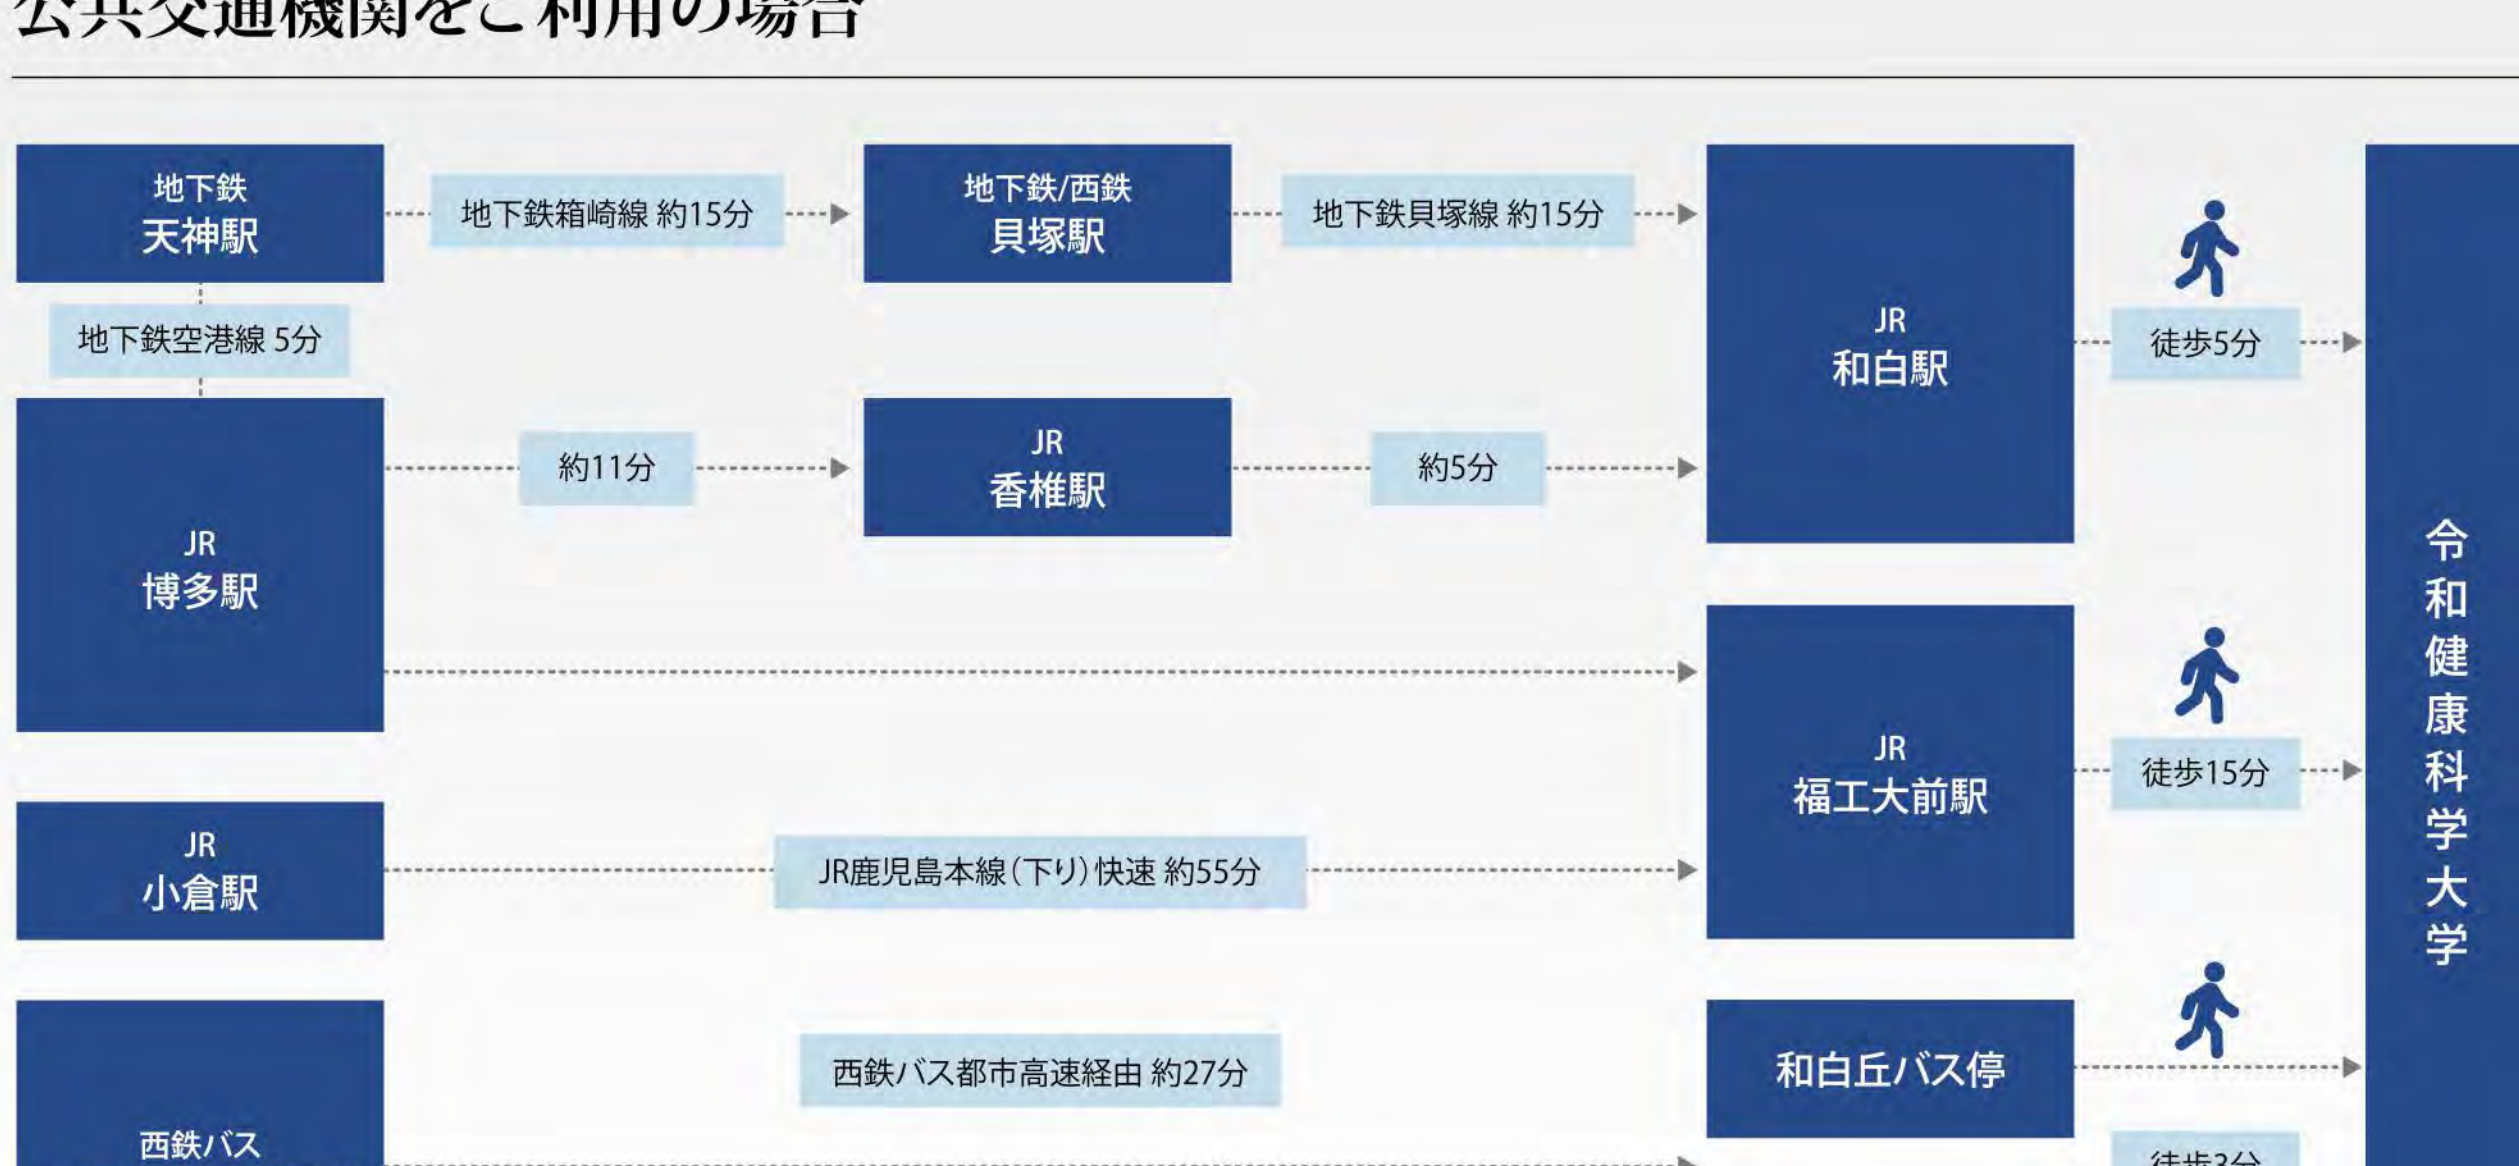 公共交通機関をご利用の場合
地下鉄
天神駅
地下鉄箱崎線 約15分
地下鉄/西鉄
貝塚駅
地下鉄貝塚線 約15分
地下鉄空港線 5分
JR
和白駅
徒歩5分
JR
博多駅
約11分
JR
香椎駅
約5分
令和健康科学大学
JR
福工大前駅
徒歩15分
JR
小倉駅
JR鹿児島本線(下り)快速 約55分
西鉄バス都市高速経由 約27分
和白丘バス停
西鉄バス
徒歩3分